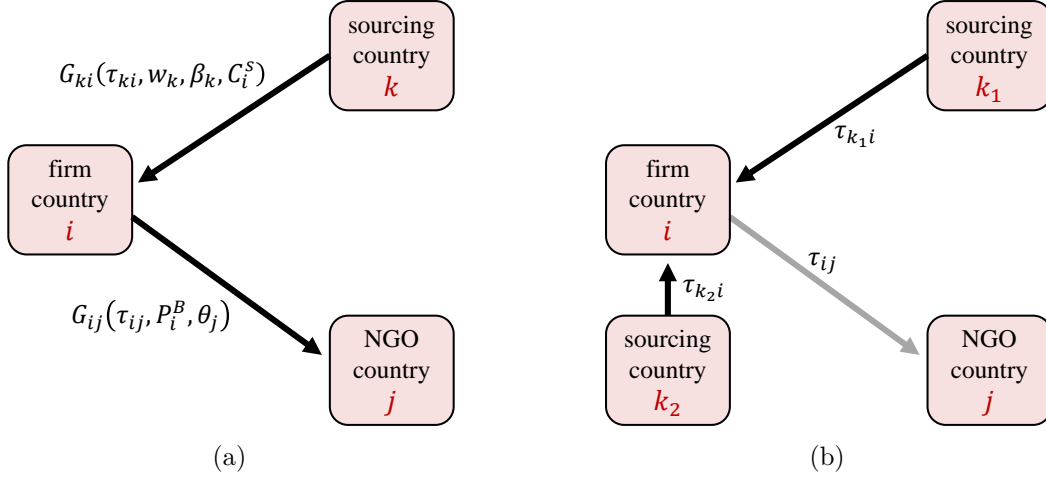 sourcing
country
k
G_{ki}(τ_{ki}, w_k, β_k, C_i^s)
firm
country
i
G_{ij}(τ_{ij}, P_i^B, θ_j)
NGO
country
j
(a)
sourcing
country
k_1
τ_{k_1 i}
firm
country
i
τ_{ij}
τ_{k_2 i}
sourcing
country
k_2
NGO
country
j
(b)